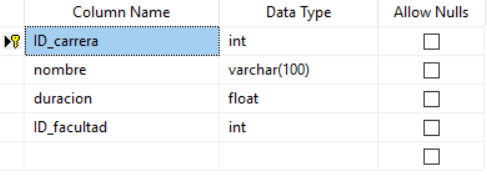 Column Name Data Type Allow Nulls
ID_carrera int
nombre varchar(100)
duracion float
ID_facultad int